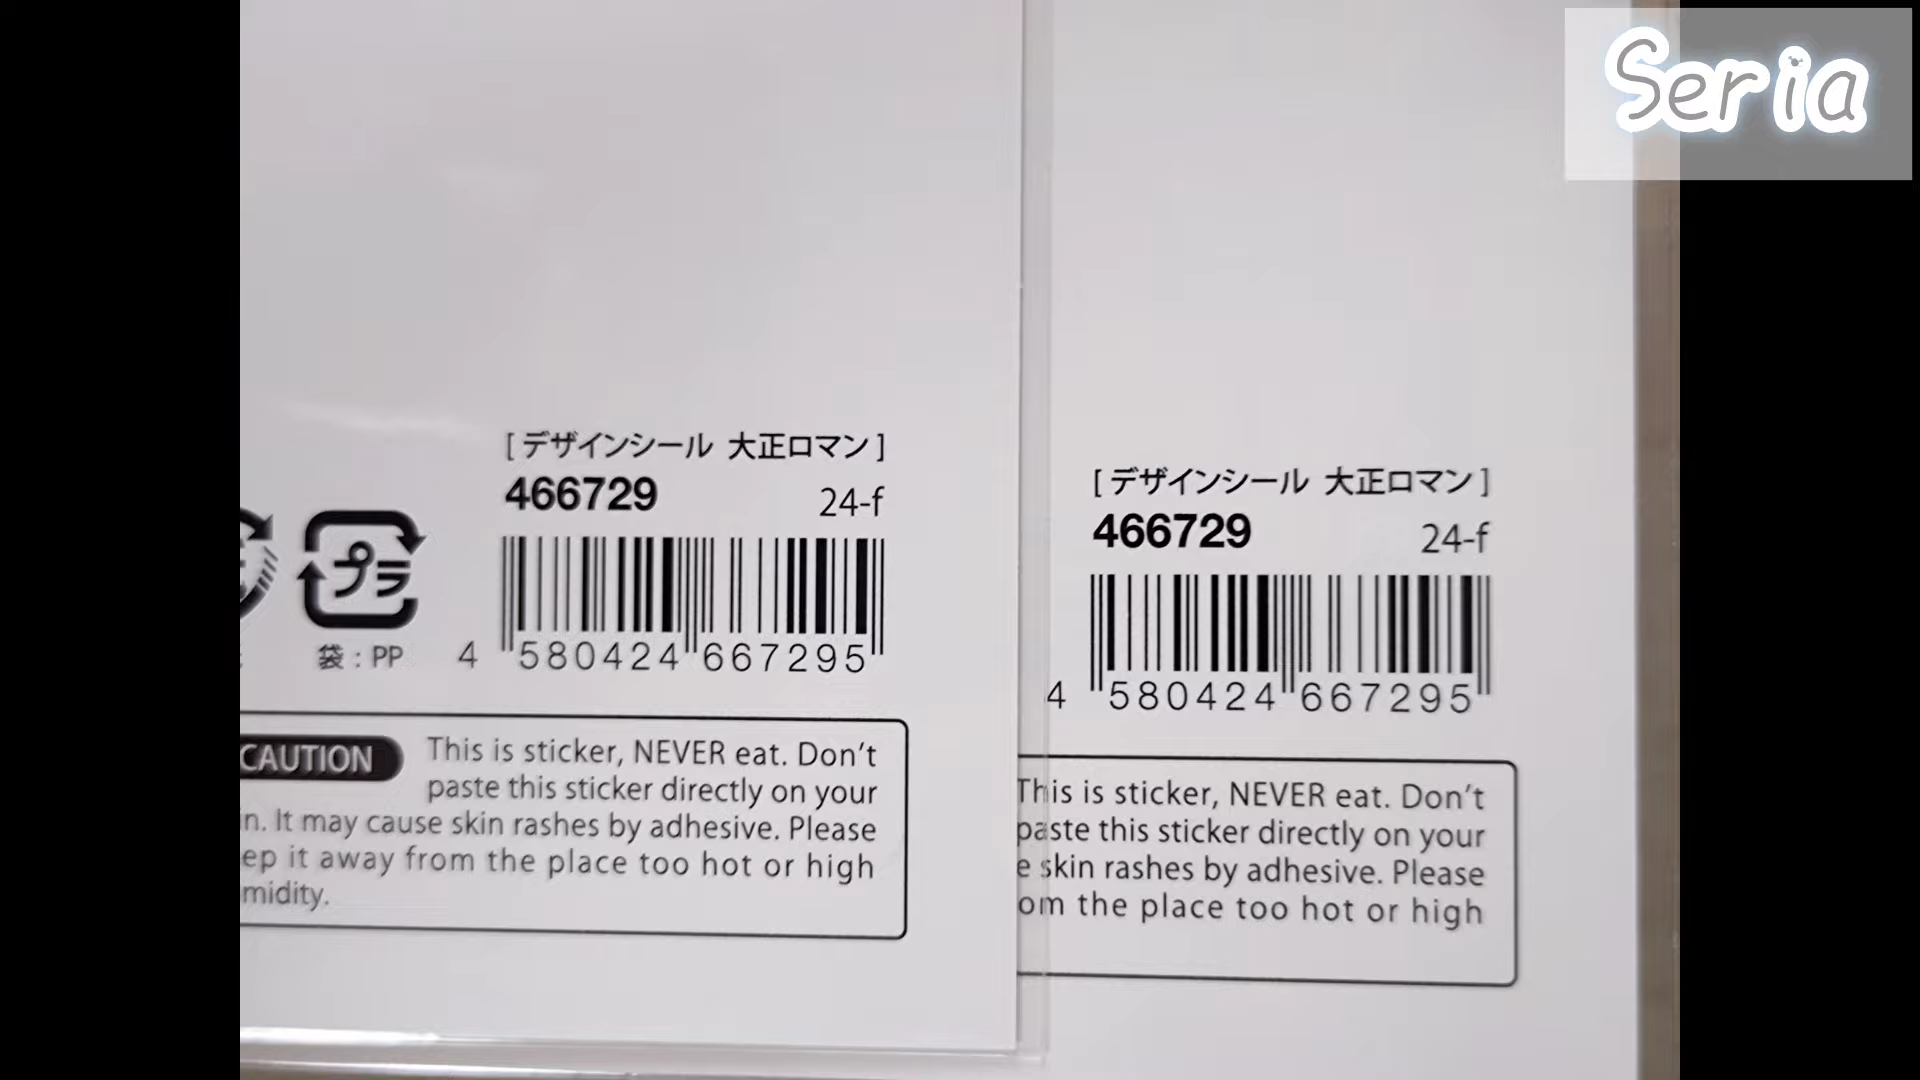 Seria
[ デザインシール 大正ロマン ]
466729 24-f
プラ
袋 : PP
4 580424 667295
CAUTION This is sticker, NEVER eat. Don't
paste this sticker directly on your
in. It may cause skin rashes by adhesive. Please
ep it away from the place too hot or high
midity.
[ デザインシール 大正ロマン ]
466729 24-f
4 580424 667295
This is sticker, NEVER eat. Don't
paste this sticker directly on your
e skin rashes by adhesive. Please
om the place too hot or high